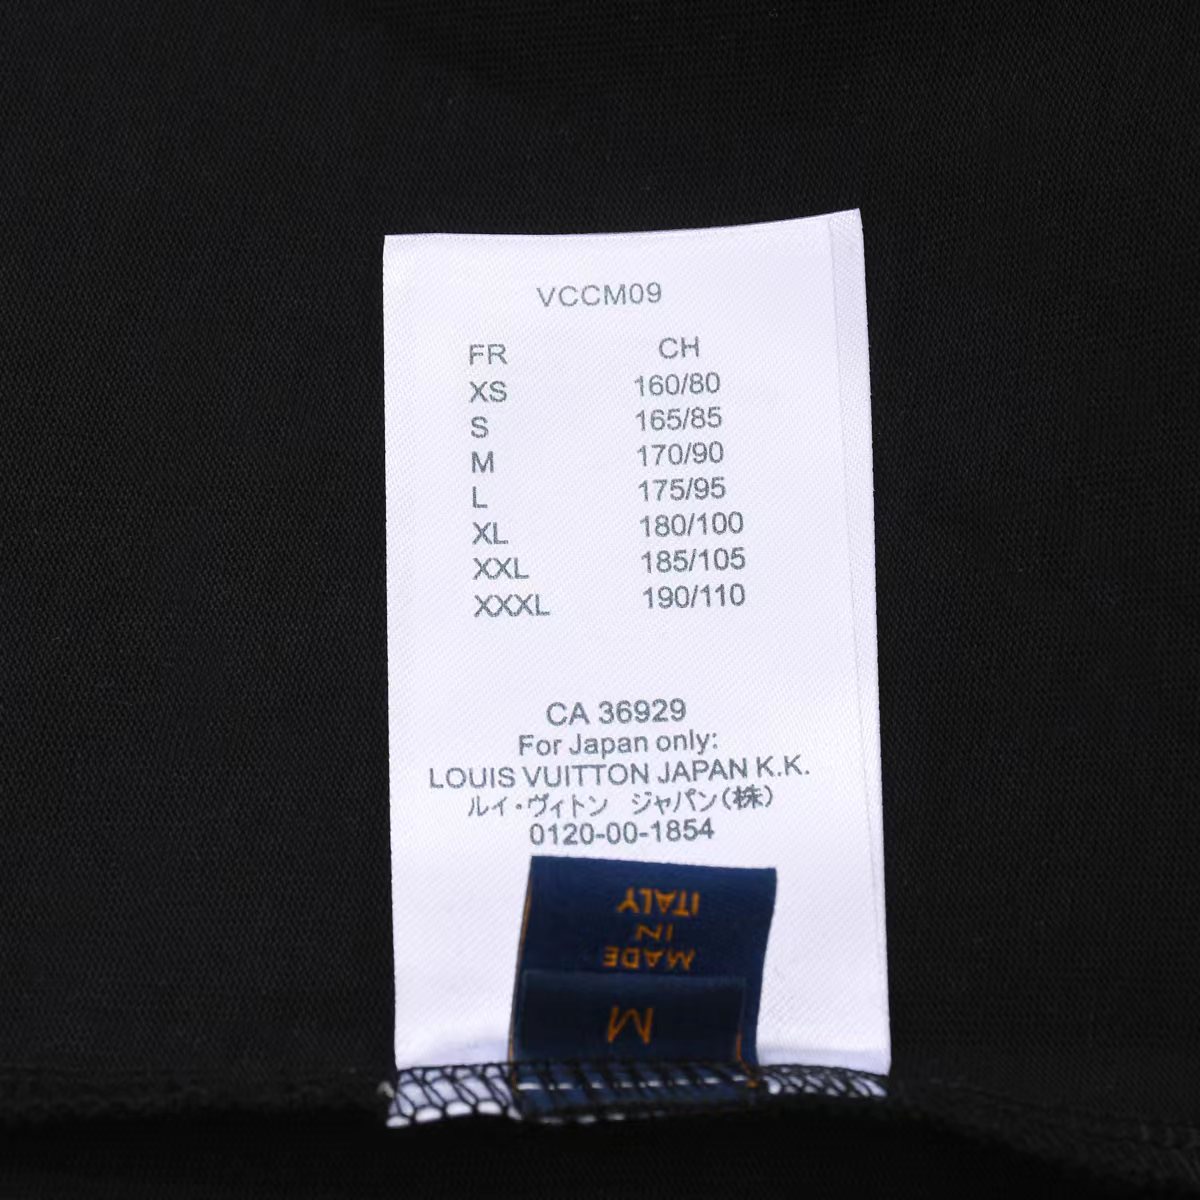 VCCM09
FR CH
XS 160/80
S 165/85
M 170/90
L 175/95
XL 180/100
XXL 185/105
XXXL 190/110
CA 36929
For Japan only:
LOUIS VUITTON JAPAN K.K.
ルイ・ヴィトン ジャパン(株)
0120-00-1854
MADE
IN
ITALY
M